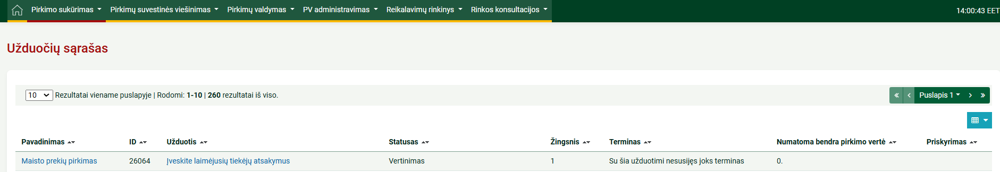 Pirkimo sukūrimas Pirkimų suvestinės viešinimas Pirkimų valdymas PV administravimas Reikalavimų rinkinys Rinkos konsultacijos 14:00:43 EET
Užduočių sąrašas
10 Rezultatai viename puslapyje | Rodomi: 1-10 | 260 rezultatai iš viso. « ‹ Puslapis 1 › »
Pavadinimas ID Užduotis Statusas Žingsnis Terminas Numatoma bendra pirkimo vertė Priskyrimas
Maisto prekių pirkimas 26064 Įveskite laimėjusių tiekėjų atsakymus Vertinimas 1 Su šia užduotimi nesusijęs joks terminas 0.